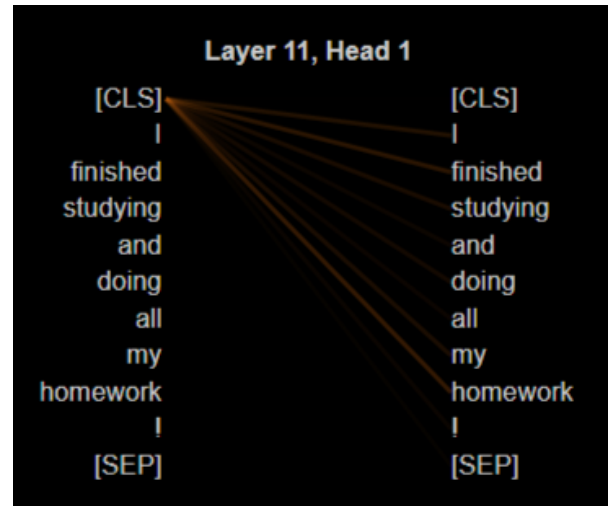 Layer 11, Head 1
[CLS] [CLS]
I I
finished finished
studying studying
and and
doing doing
all all
my my
homework homework
! !
[SEP] [SEP]